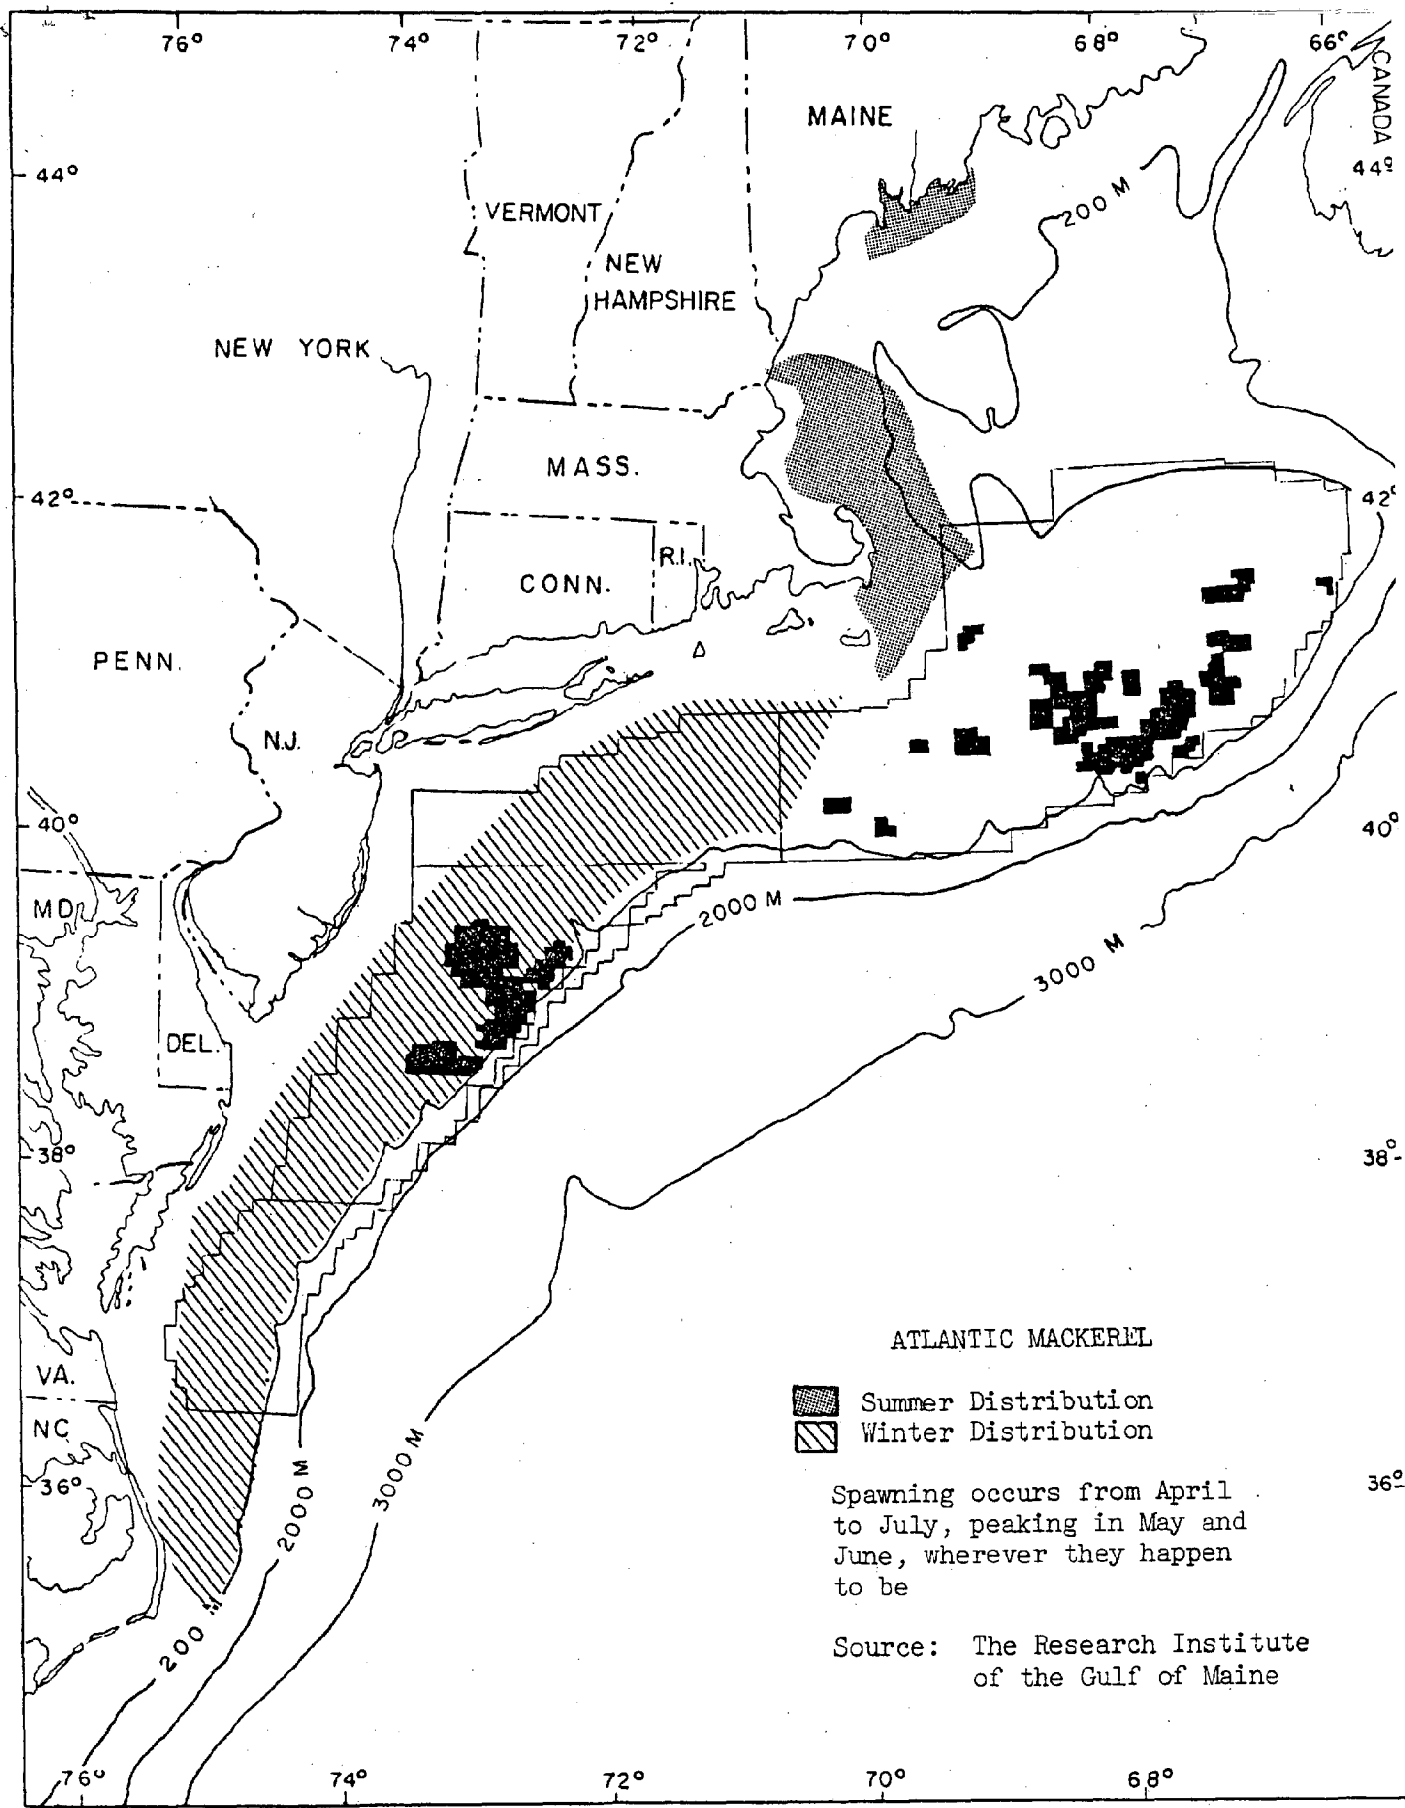 76° 74° 72° 70° 68° 66°
CANADA
MAINE
44° 44°
200 M
VERMONT
NEW
HAMPSHIRE
NEW YORK
MASS.
42° 42°
R.I.
CONN.
PENN.
N.J.
40° 40°
MD.
2000 M
3000 M
DEL.
38° 38°
ATLANTIC MACKEREL
VA.
Summer Distribution
NC
Winter Distribution
3000 M
36° 36°
2000 M
Spawning occurs from April
to July, peaking in May and
June, wherever they happen
to be
200 M
Source: The Research Institute
of the Gulf of Maine
76° 74° 72° 70° 68°